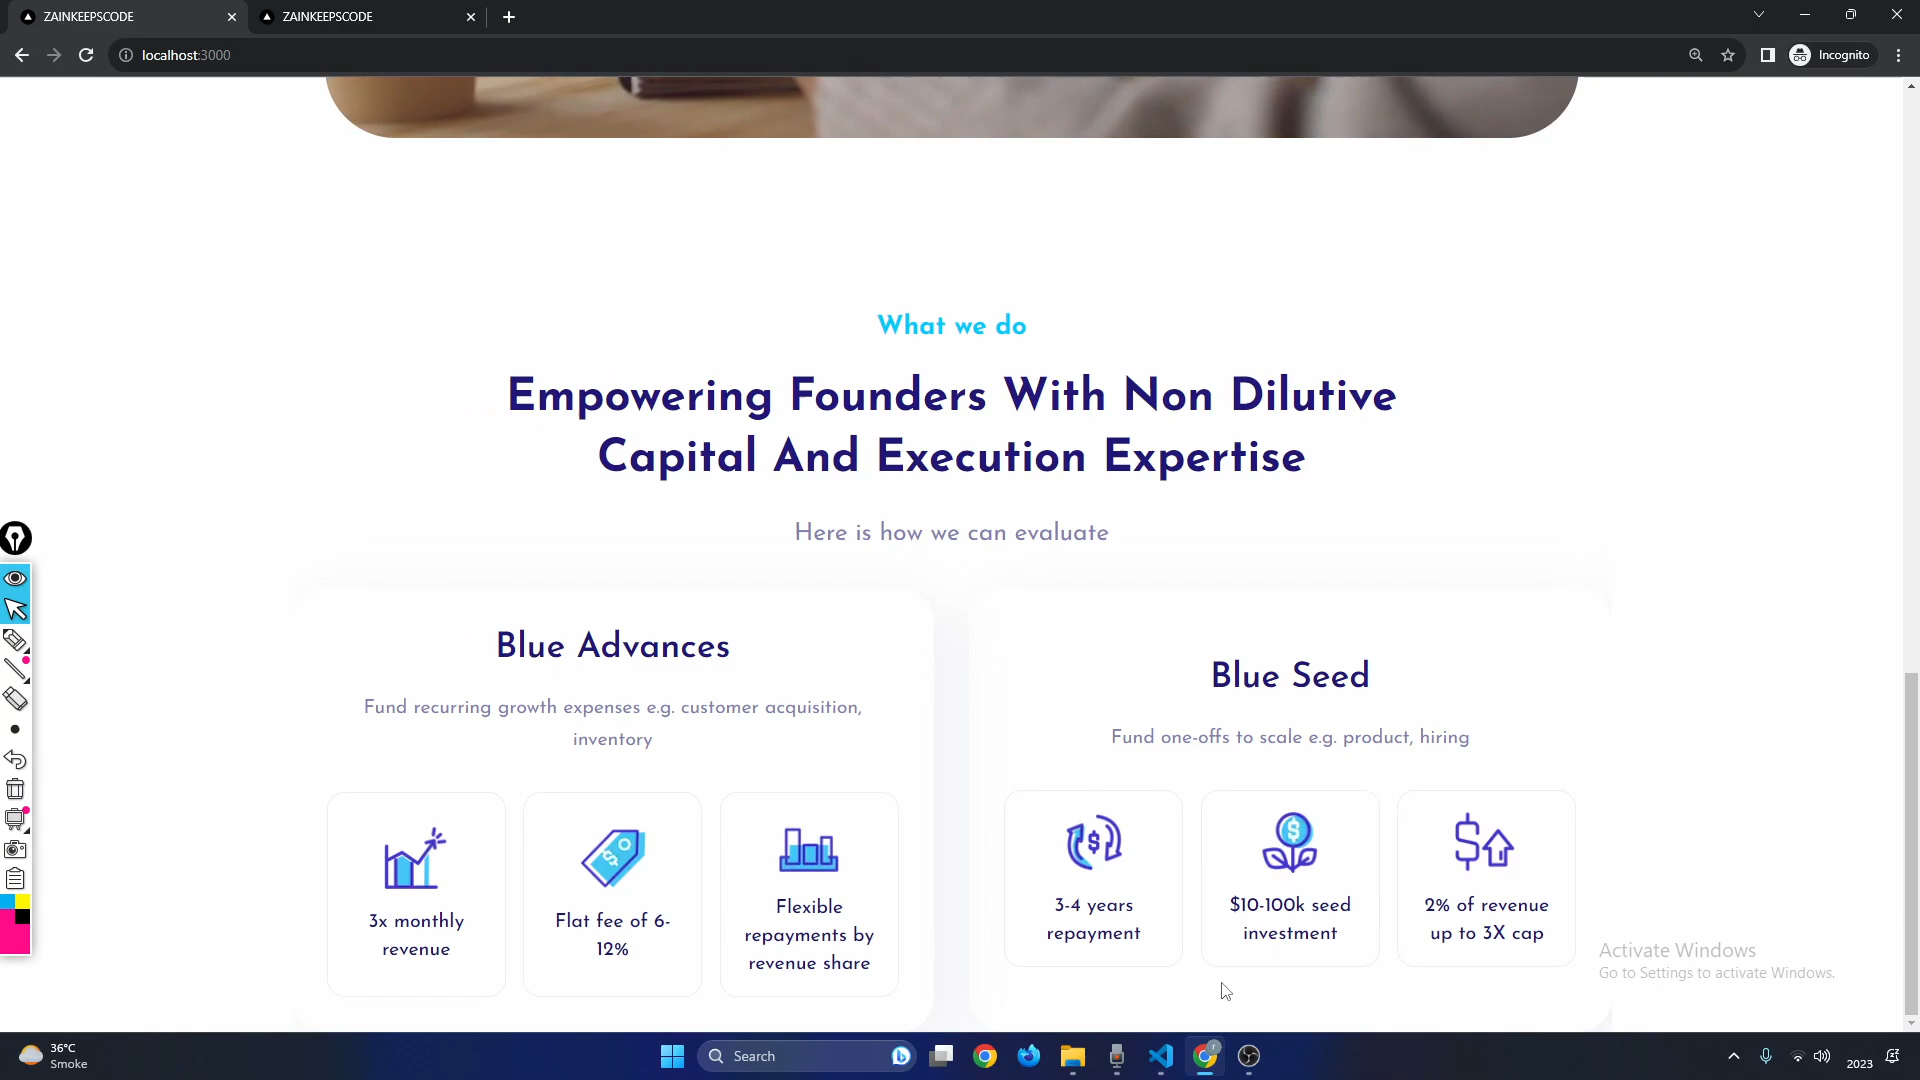 ZAINKEEPSCODE
ZAINKEEPSCODE
localhost:3000
Incognito
What we do
Empowering Founders With Non Dilutive
Capital And Execution Expertise
Here is how we can evaluate
Blue Advances
Fund recurring growth expenses e.g. customer acquisition,
inventory
3x monthly
revenue
Flat fee of 6-
12%
Flexible
repayments by
revenue share
Blue Seed
Fund one-offs to scale e.g. product, hiring
3-4 years
repayment
$10-100k seed
investment
2% of revenue
up to 3X cap
Activate Windows
Go to Settings to activate Windows.
36°C
Smoke
Search
2023